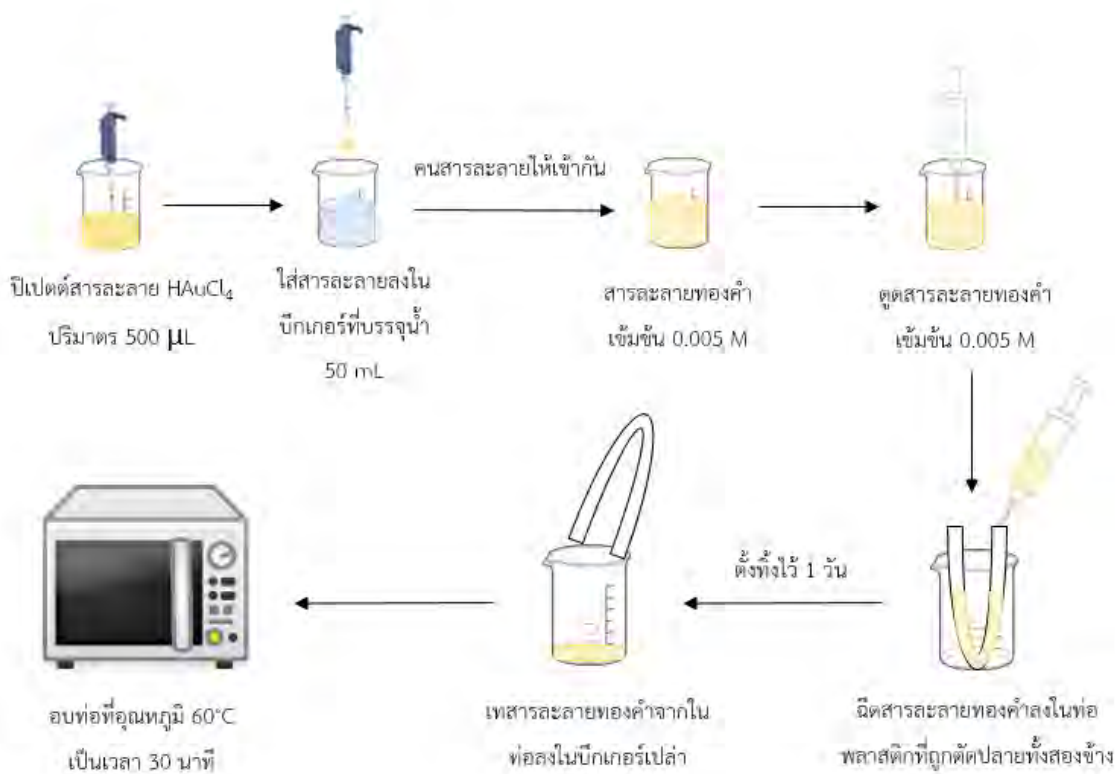 ปิเปตต์สารละลาย HAuCl₄
ปริมาตร 500 µL
ใส่สารละลายลงใน
บีกเกอร์ที่บรรจุน้ำ
50 mL
คนสารละลายให้เข้ากัน
สารละลายทองคำ
เข้มข้น 0.005 M
ดูดสารละลายทองคำ
เข้มข้น 0.005 M
ฉีดสารละลายทองคำลงในท่อ
พลาสติกที่ถูกตัดปลายทั้งสองข้าง
ตั้งทิ้งไว้ 1 วัน
เทสารละลายทองคำจากใน
ท่อลงในบีกเกอร์เปล่า
อบท่อที่อุณหภูมิ 60°C
เป็นเวลา 30 นาที